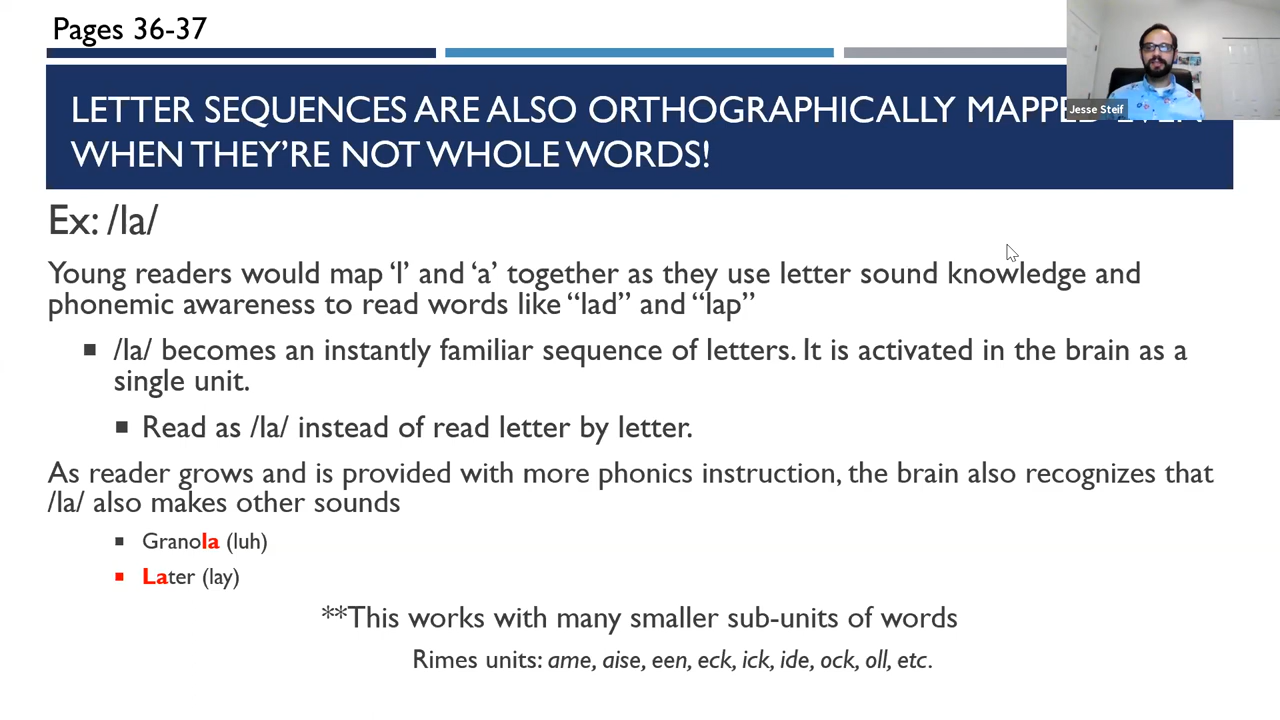 Pages 36-37
LETTER SEQUENCES ARE ALSO ORTHOGRAPHICALLY MAPPED
WHEN THEY'RE NOT WHOLE WORDS!
Jesse Steif
Ex: /la/
Young readers would map ‘l’ and ‘a’ together as they use letter sound knowledge and
phonemic awareness to read words like “lad” and “lap”
▪ /la/ becomes an instantly familiar sequence of letters. It is activated in the brain as a
single unit.
▪ Read as /la/ instead of read letter by letter.
As reader grows and is provided with more phonics instruction, the brain also recognizes that
/la/ also makes other sounds
▪ Granola (luh)
▪ Later (lay)
**This works with many smaller sub-units of words
Rimes units: ame, aise, een, eck, ick, ide, ock, oll, etc.